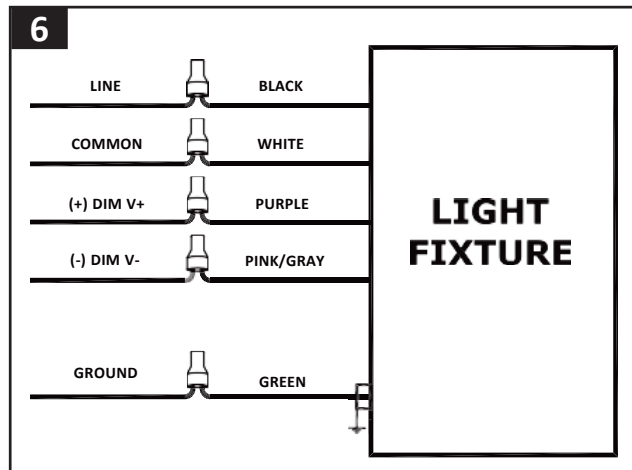 6
LINE
BLACK
COMMON
WHITE
(+) DIM V+
PURPLE
(-) DIM V-
PINK/GRAY
GROUND
GREEN
LIGHT
FIXTURE